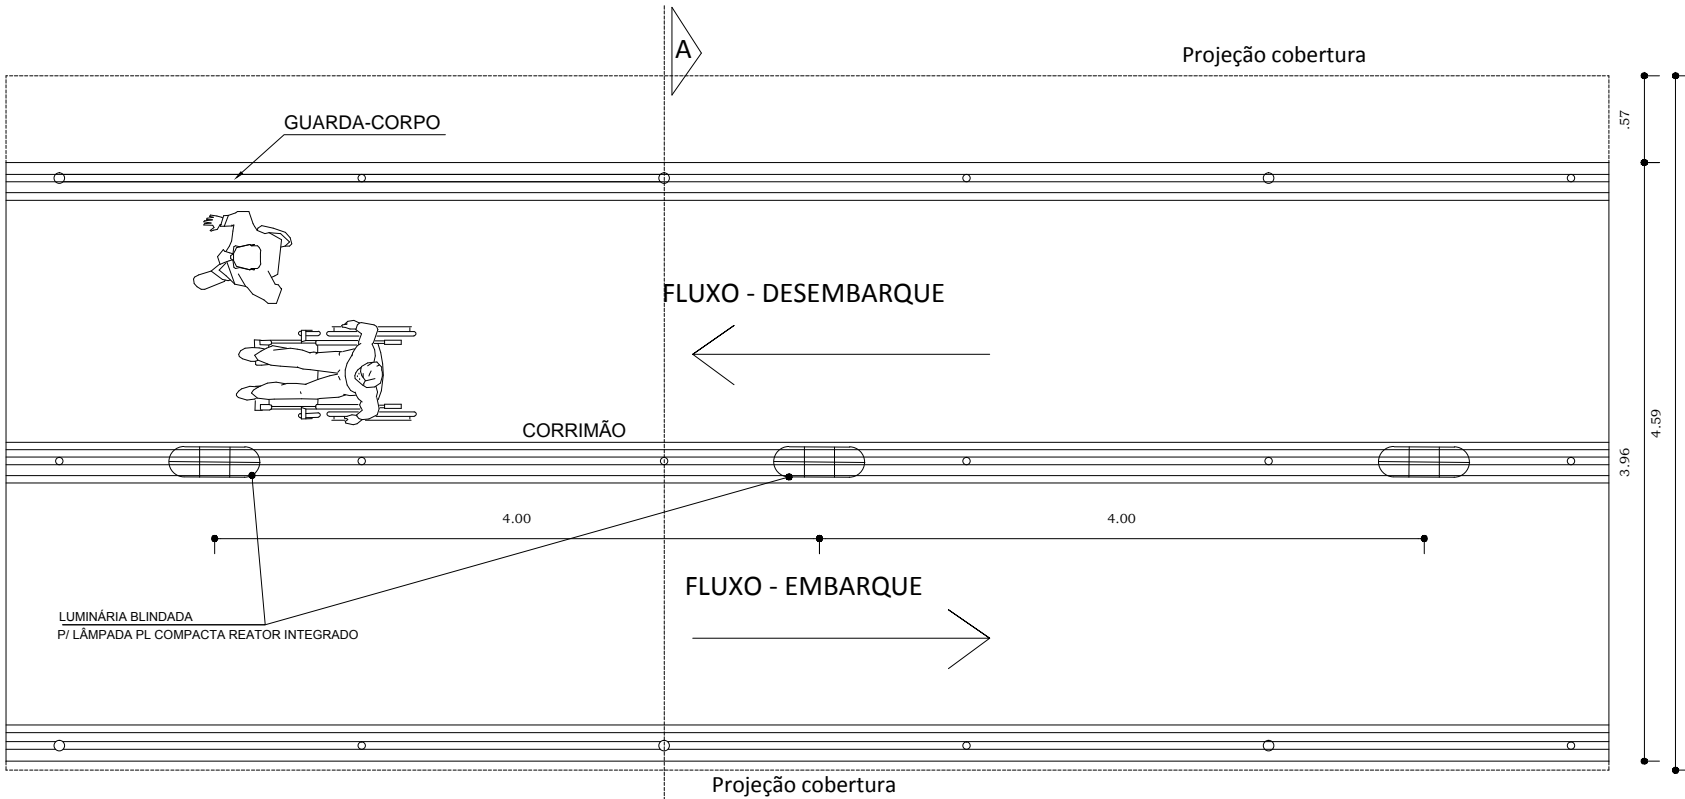 A
Projeção cobertura
GUARDA-CORPO
.57
FLUXO - DESEMBARQUE
CORRIMÃO
4.59
3.96
4.00
4.00
FLUXO - EMBARQUE
LUMINÁRIA BLINDADA
P/ LÂMPADA PL COMPACTA REATOR INTEGRADO
Projeção cobertura